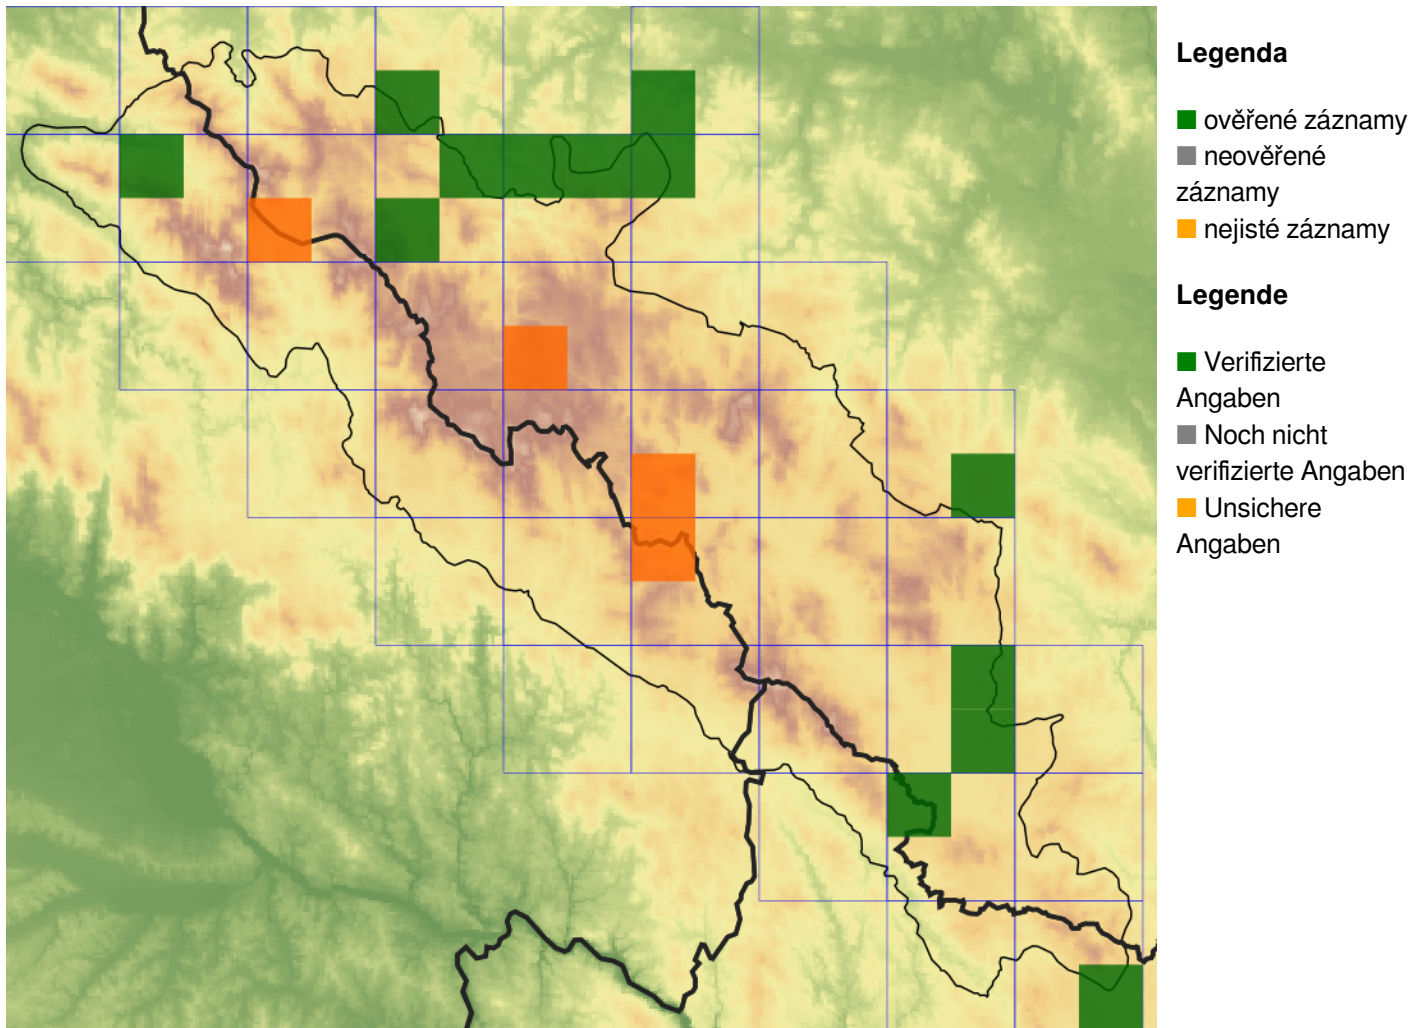 Legenda
ověřené záznamy
neověřené
záznamy
nejisté záznamy
Legende
Verifizierte
Angaben
Noch nicht
verifizierte Angaben
Unsichere
Angaben